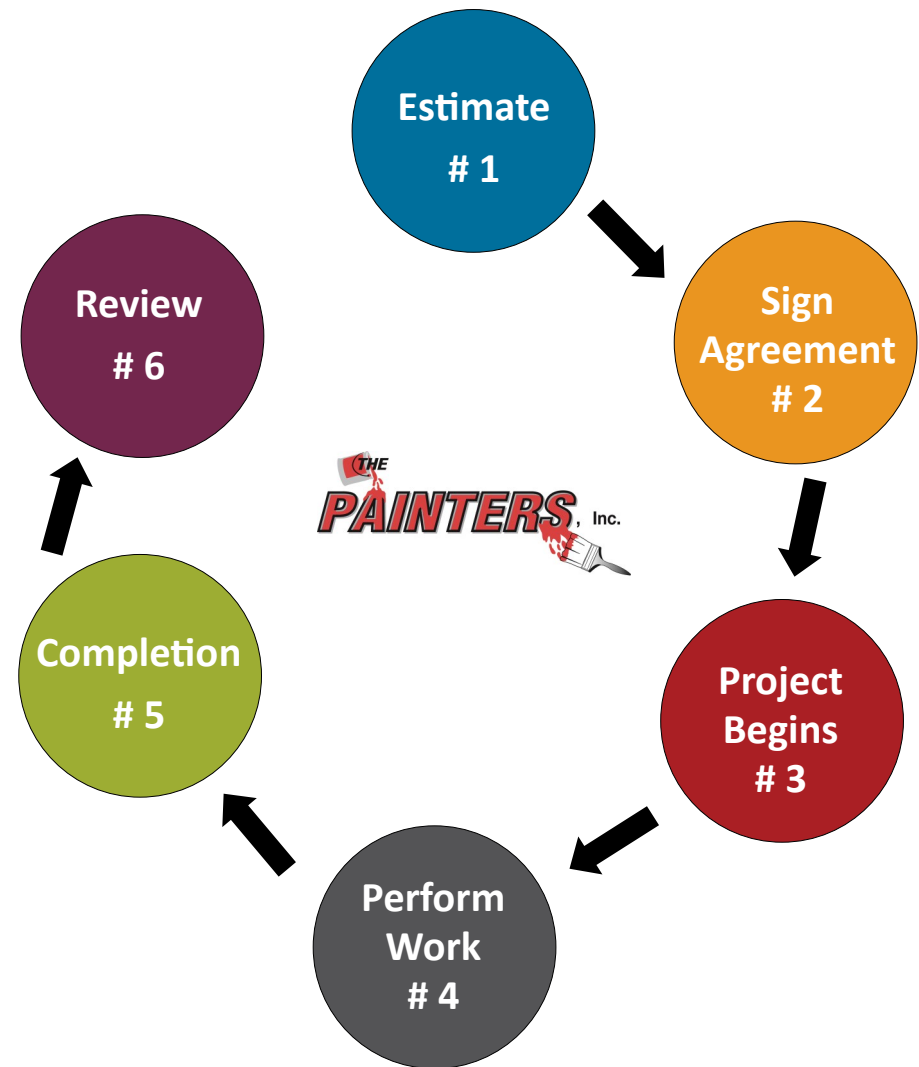 Estimate
# 1
Sign
Agreement
# 2
Project
Begins
# 3
Perform
Work
# 4
Completion
# 5
Review
# 6
THE
PAINTERS, Inc.